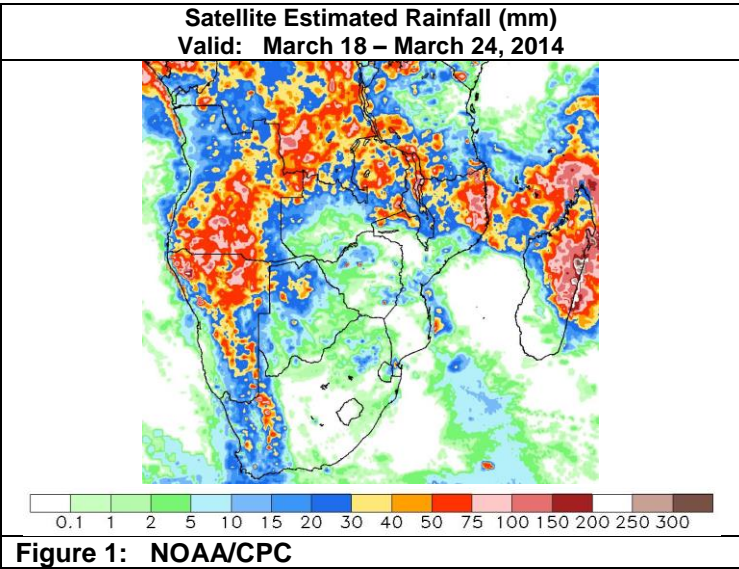 Satellite Estimated Rainfall (mm)
Valid: March 18 – March 24, 2014
0.1 1 2 5 10 15 20 30 40 50 75 100 150 200 250 300
Figure 1: NOAA/CPC